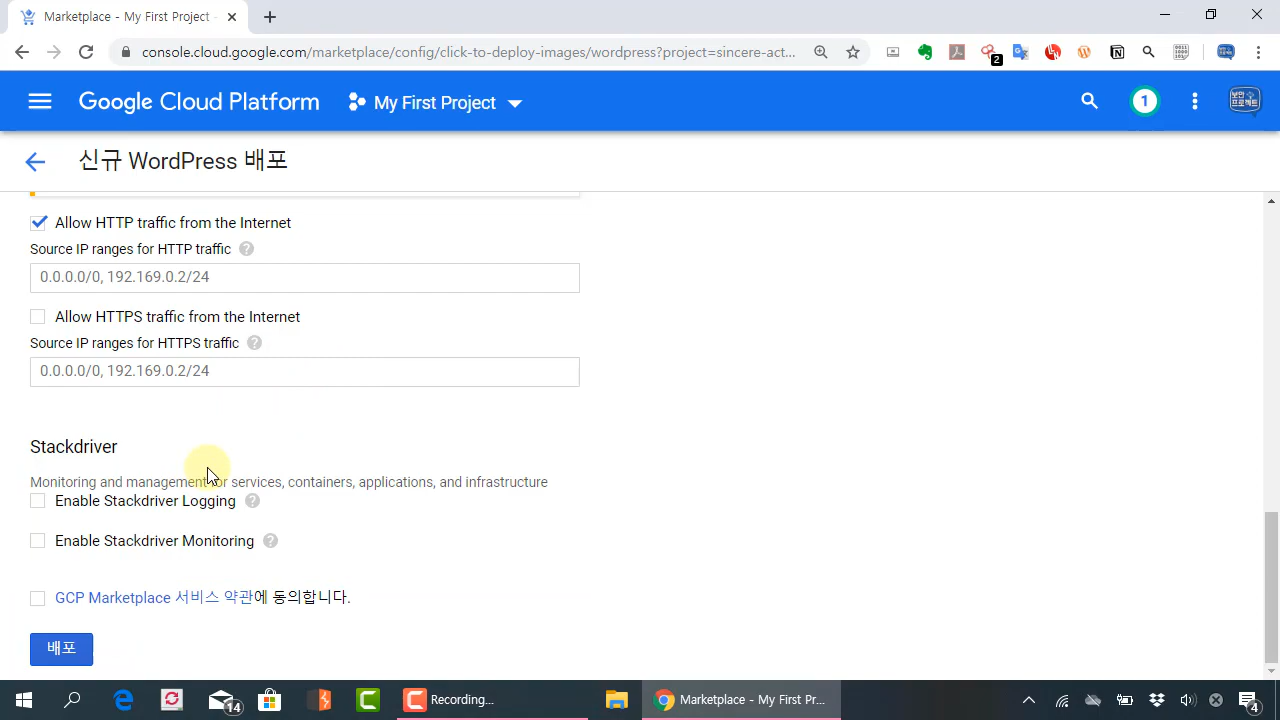 Marketplace - My First Project -
console.cloud.google.com/marketplace/config/click-to-deploy-images/wordpress?project=sincere-act...
2
Google Cloud Platform
My First Project
1
신규 WordPress 배포
Allow HTTP traffic from the Internet
Source IP ranges for HTTP traffic
0.0.0.0/0, 192.169.0.2/24
Allow HTTPS traffic from the Internet
Source IP ranges for HTTPS traffic
0.0.0.0/0, 192.169.0.2/24
Stackdriver
Monitoring and management for services, containers, applications, and infrastructure
Enable Stackdriver Logging
Enable Stackdriver Monitoring
GCP Marketplace 서비스 약관에 동의합니다.
배포
14
Recording...
Marketplace - My First Pr...
4